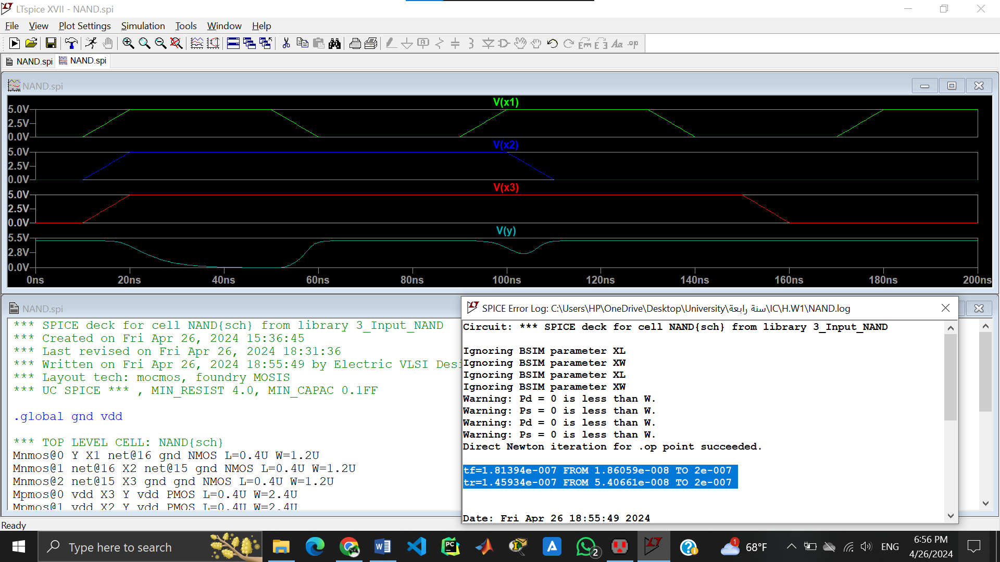 LTspice XVII - NAND.spi
File View Plot Settings Simulation Tools Window Help
NAND.spi NAND.spi
NAND.spi
V(x1)
5.0V
2.5V
0.0V
V(x2)
5.0V
2.5V
0.0V
V(x3)
5.0V
2.5V
0.0V
V(y)
5.5V
2.8V
0.0V
0ns 20ns 40ns 60ns 80ns 100ns 120ns 140ns 160ns 180ns 200ns
NAND.spi
*** SPICE deck for cell NAND{sch} from library 3_Input_NAND
*** Created on Fri Apr 26, 2024 15:36:45
*** Last revised on Fri Apr 26, 2024 18:31:36
*** Written on Fri Apr 26, 2024 18:55:49 by Electric VLSI Desi
*** Layout tech: mocmos, foundry MOSIS
*** UC SPICE *** , MIN_RESIST 4.0, MIN_CAPAC 0.1FF
.global gnd vdd
*** TOP LEVEL CELL: NAND{sch}
Mnmos@0 Y X1 net@16 gnd NMOS L=0.4U W=1.2U
Mnmos@1 net@16 X2 net@15 gnd NMOS L=0.4U W=1.2U
Mnmos@2 net@15 X3 gnd gnd NMOS L=0.4U W=1.2U
Mpmos@0 vdd X3 Y vdd PMOS L=0.4U W=2.4U
Mpmos@1 vdd X2 Y vdd PMOS L=0.4U W=2.4U
SPICE Error Log: C:\Users\HP\OneDrive\Desktop\University\سنة رابعة\IC\H.W1\NAND.log
Circuit: *** SPICE deck for cell NAND{sch} from library 3_Input_NAND
Ignoring BSIM parameter XL
Ignoring BSIM parameter XW
Ignoring BSIM parameter XL
Ignoring BSIM parameter XW
Warning: Pd = 0 is less than W.
Warning: Ps = 0 is less than W.
Warning: Pd = 0 is less than W.
Warning: Ps = 0 is less than W.
Direct Newton iteration for .op point succeeded.
tf=1.81394e-007 FROM 1.86059e-008 TO 2e-007
tr=1.45934e-007 FROM 5.40661e-008 TO 2e-007
Date: Fri Apr 26 18:55:49 2024
Ready
Type here to search
2
1
68°F
ENG
6:56 PM
4/26/2024